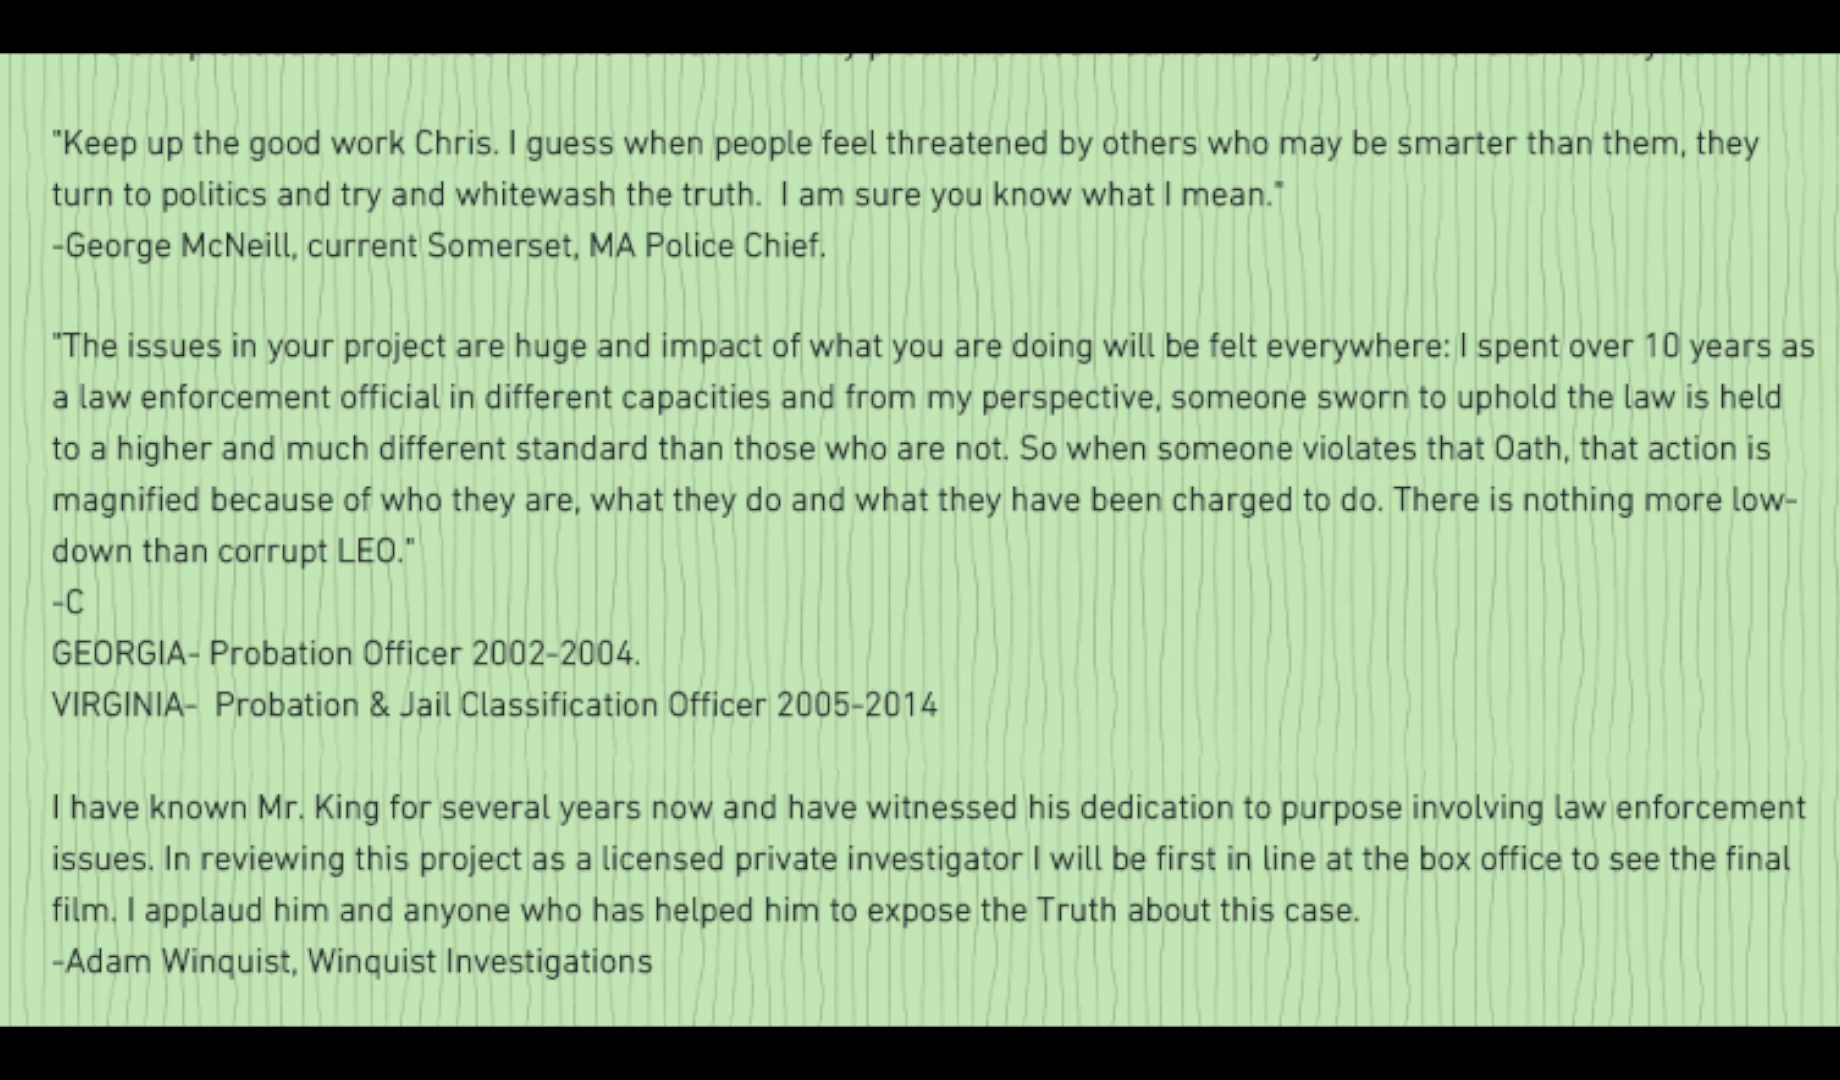 "Keep up the good work Chris. I guess when people feel threatened by others who may be smarter than them, they
turn to politics and try and whitewash the truth.  I am sure you know what I mean."
-George McNeill, current Somerset, MA Police Chief.
"The issues in your project are huge and impact of what you are doing will be felt everywhere: I spent over 10 years as
a law enforcement official in different capacities and from my perspective, someone sworn to uphold the law is held
to a higher and much different standard than those who are not. So when someone violates that Oath, that action is
magnified because of who they are, what they do and what they have been charged to do. There is nothing more low-
down than corrupt LEO."
-C
GEORGIA- Probation Officer 2002-2004.
VIRGINIA-  Probation & Jail Classification Officer 2005-2014
I have known Mr. King for several years now and have witnessed his dedication to purpose involving law enforcement
issues. In reviewing this project as a licensed private investigator I will be first in line at the box office to see the final
film. I applaud him and anyone who has helped him to expose the Truth about this case.
-Adam Winquist, Winquist Investigations